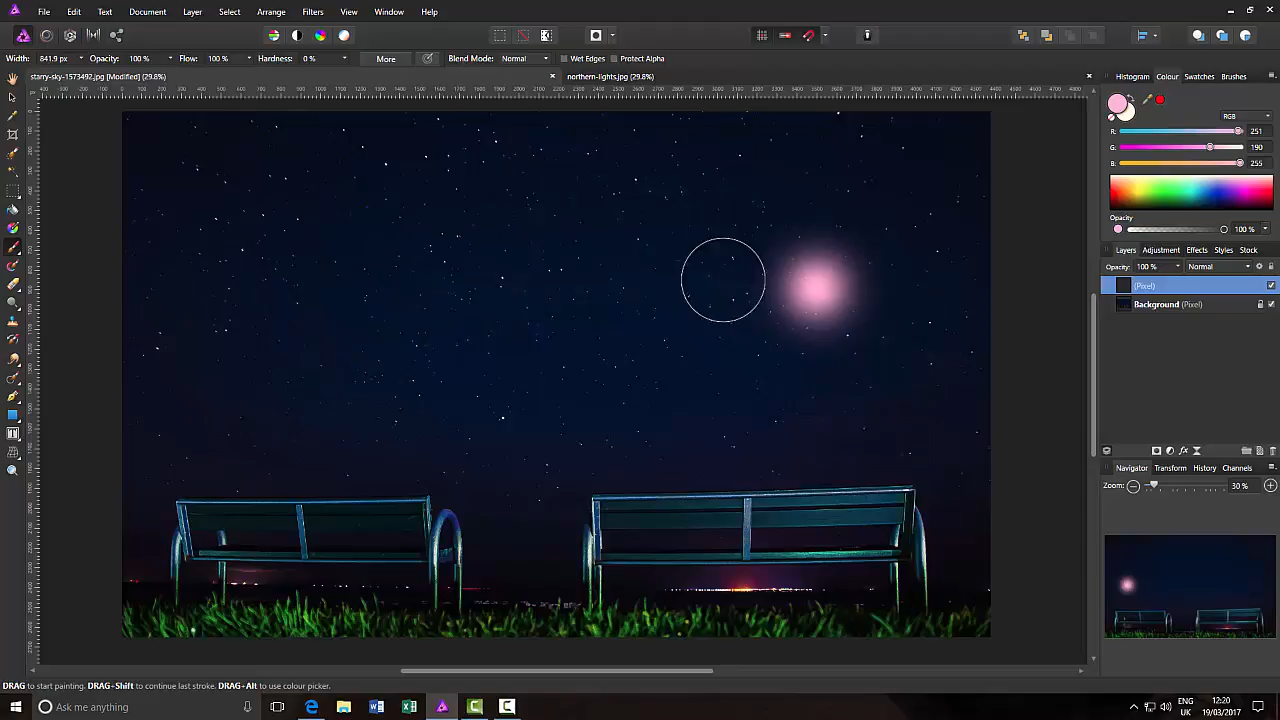 File Edit Text Document Layer Select Arrange Filters View Window Help
Width: 841.9 px Opacity: 100 % Flow: 100 % Hardness: 0 % More Blend Mode: Normal Wet Edges Protect Alpha
starry-sky-1573492.jpg [Modified] (29.8%)
northern-lights.jpg (29.8%)
Histogram Colour Swatches Brushes
RGB
R: 251
G: 190
B: 255
Opacity
100 %
Layers Adjustment Effects Styles Stock
Opacity: 100 % Normal
(Pixel)
Background (Pixel)
Navigator Transform History Channels
Zoom: 30 %
DRAG to start painting. DRAG+Shift to continue last stroke. DRAG+Alt to use colour picker.
Ask me anything
ENG
UK
12:20
19/03/2017